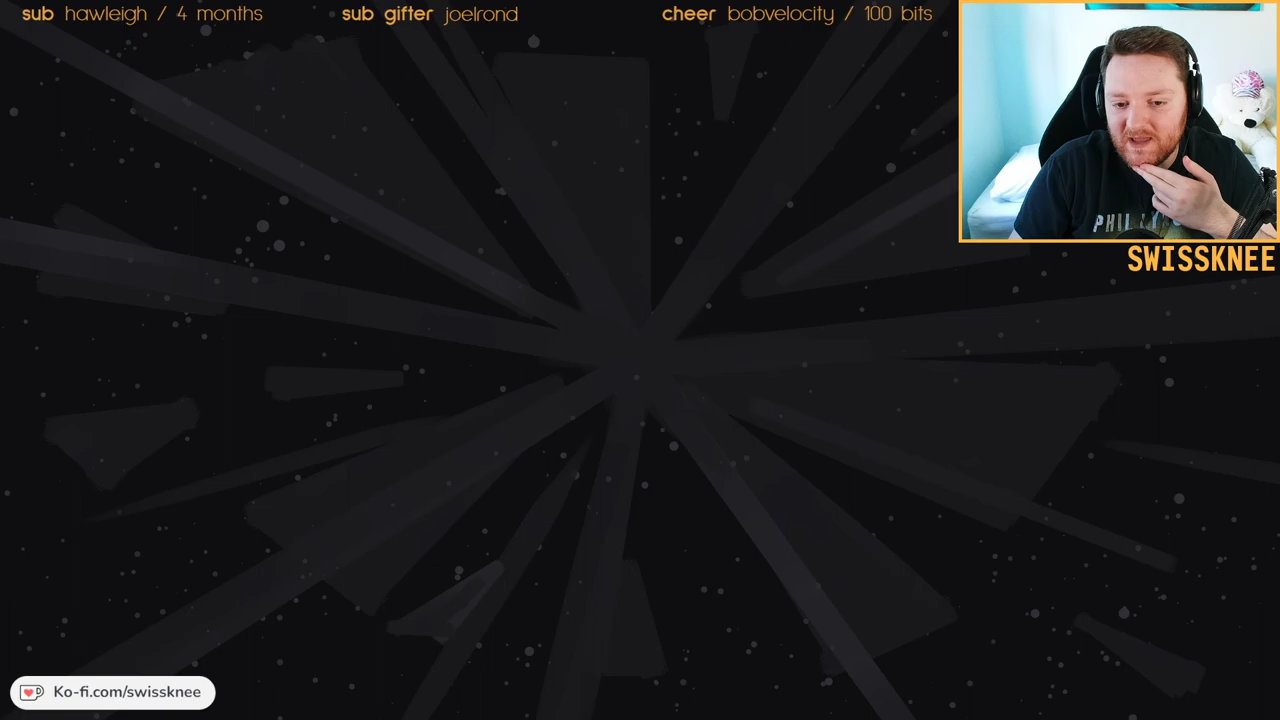 sub hawleigh / 4 months
sub gifter joelrond
cheer bobvelocity / 100 bits
SWISSKNEE
Ko-fi.com/swissknee